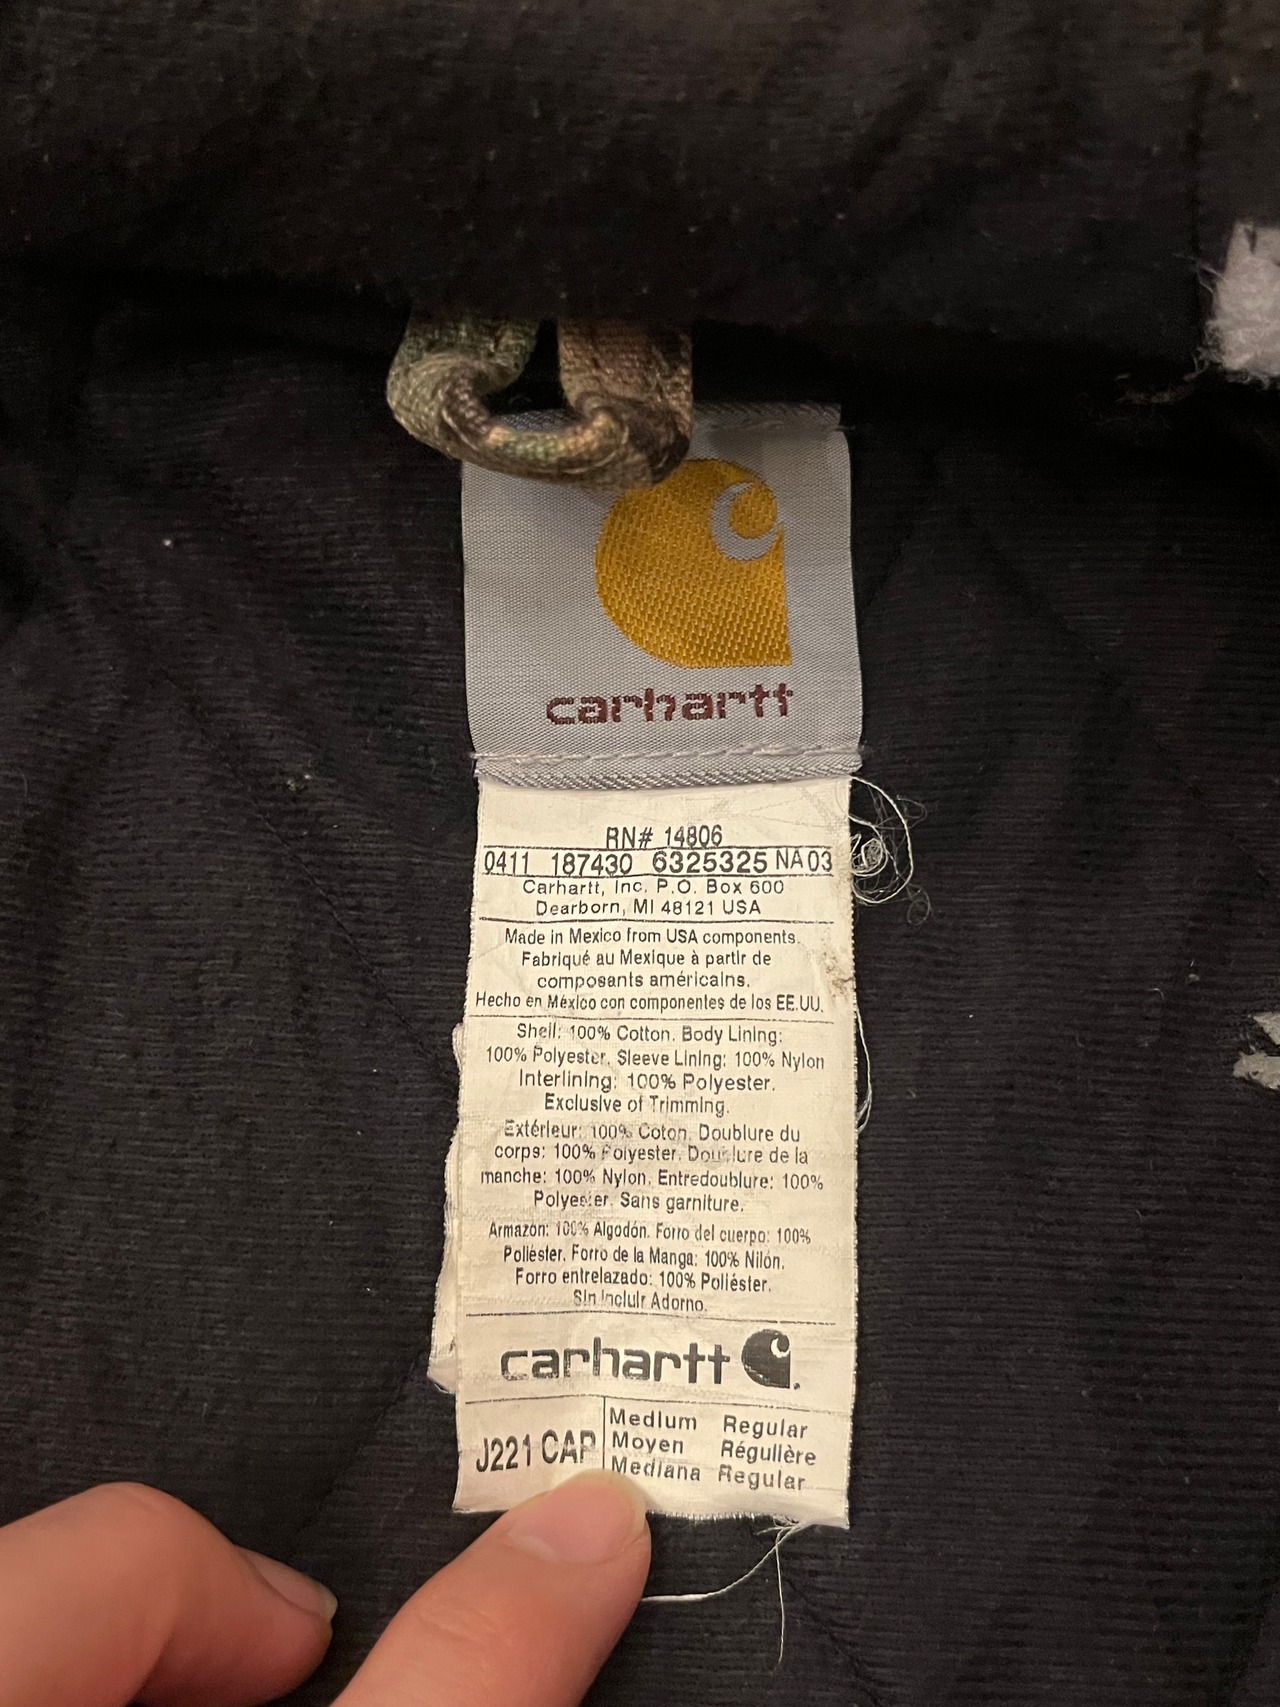 carhartt
RN# 14806
0411 187430 6325325 NA03
Carhartt, Inc. P.O. Box 600
Dearborn, MI 48121 USA
Made in Mexico from USA components.
Fabriqué au Mexique à partir de
composants américains.
Hecho en México con componentes de los EE.UU.
Shell: 100% Cotton. Body Lining:
100% Polyester. Sleeve Lining: 100% Nylon
Interlining: 100% Polyester.
Exclusive of Trimming.
Extérieur: 100% Coton. Doublure du
corps: 100% Polyester. Doublure de la
manche: 100% Nylon. Entredoublure: 100%
Polyester. Sans garniture.
Armazon: 100% Algodón. Forro del cuerpo: 100%
Poliéster. Forro de la Manga: 100% Nilón.
Forro entrelazado: 100% Poliéster.
Sin Incluir Adorno.
carhartt
J221 CAP
Medium Regular
Moyen Régulière
Mediana Regular